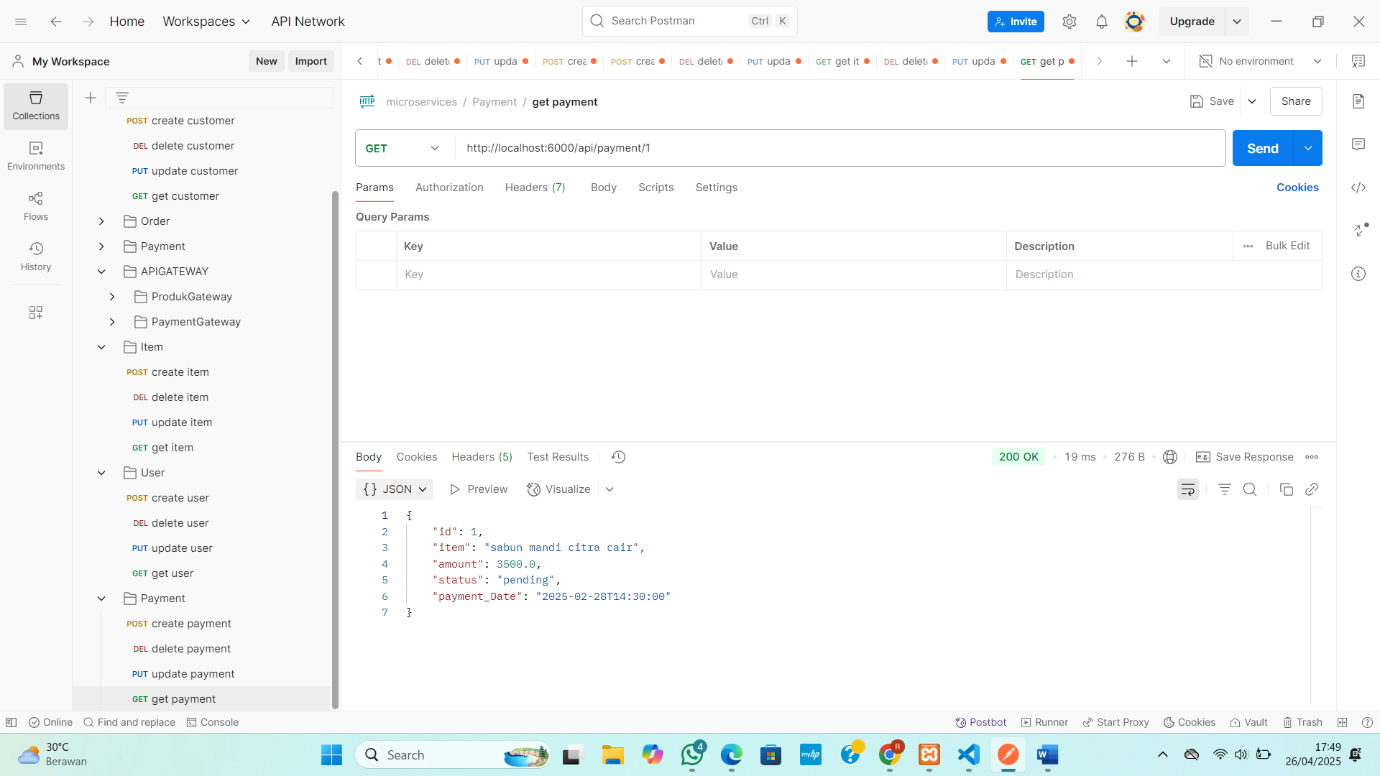 Home Workspaces API Network Search Postman Ctrl K Invite Upgrade
My Workspace New Import t DEL delet PUT upda POST crea POST crea DEL delet PUT upda GET get it DEL delet PUT upda GET get p No environment
Collections
Environments
Flows
History
POST create customer
DEL delete customer
PUT update customer
GET get customer
Order
Payment
APIGATEWAY
ProdukGateway
PaymentGateway
Item
POST create item
DEL delete item
PUT update item
GET get item
User
POST create user
DEL delete user
PUT update user
GET get user
Payment
POST create payment
DEL delete payment
PUT update payment
GET get payment
HTTP microservices / Payment / get payment Save Share
GET http://localhost:6000/api/payment/1 Send
Params Authorization Headers (7) Body Scripts Settings Cookies
Query Params
Key Value Description Bulk Edit
Key Value Description
Body Cookies Headers (5) Test Results 200 OK 19 ms 276 B e.g. Save Response
{} JSON Preview Visualize
1 {
2 "id": 1,
3 "item": "sabun mandi citra cair",
4 "amount": 3500.0,
5 "status": "pending",
6 "payment_Date": "2025-02-28T14:30:00"
7 }
Online Find and replace Console Postbot Runner Start Proxy Cookies Vault Trash
30°C
Berawan
Search
4
R
17:49
26/04/2025